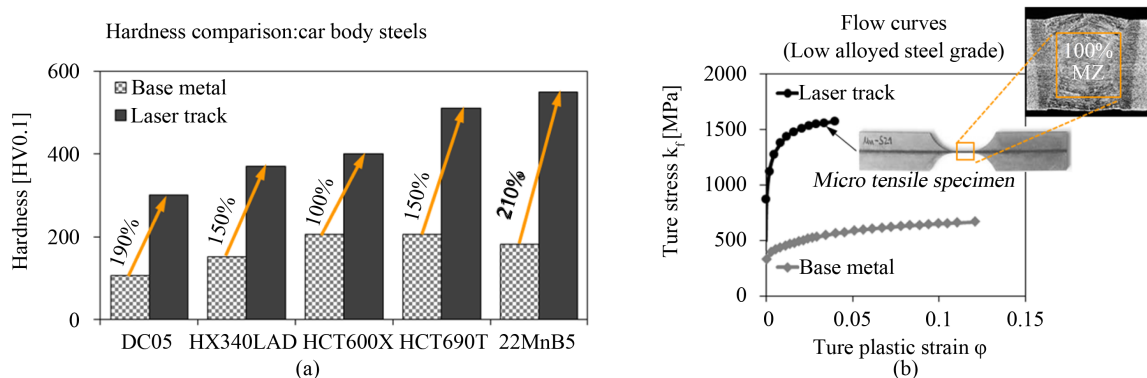 Hardness comparison:car body steels
Hardness [HV0.1]
600
400
200
0
Base metal
Laser track
190%
150%
100%
150%
210%
DC05
HX340LAD
HCT600X
HCT690T
22MnB5
(a)
Flow curves
(Low alloyed steel grade)
100%
MZ
Ture stress kf [MPa]
2000
1500
1000
500
0
Laser track
Micro tensile specimen
Base metal
0
0.05
0.1
0.15
Ture plastic strain φ
(b)